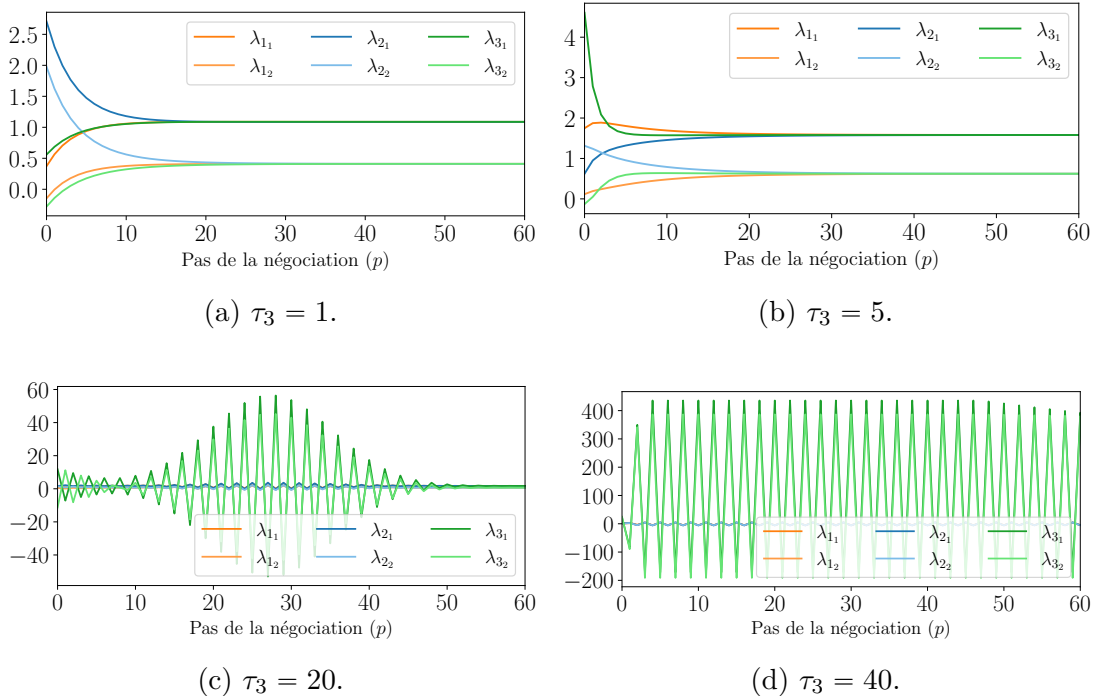 2.5
2.0
1.5
1.0
0.5
0.0
λ₁₁ λ₂₁ λ₃₁
λ₁₂ λ₂₂ λ₃₂
0 10 20 30 40 50 60
Pas de la négociation (p)
(a) τ₃ = 1.
4
3
2
1
0
λ₁₁ λ₂₁ λ₃₁
λ₁₂ λ₂₂ λ₃₂
0 10 20 30 40 50 60
Pas de la négociation (p)
(b) τ₃ = 5.
60
40
20
0
−20
−40
λ₁₁ λ₂₁ λ₃₁
λ₁₂ λ₂₂ λ₃₂
0 10 20 30 40 50 60
Pas de la négociation (p)
(c) τ₃ = 20.
400
300
200
100
0
−100
−200
λ₁₁ λ₂₁ λ₃₁
λ₁₂ λ₂₂ λ₃₂
0 10 20 30 40 50 60
Pas de la négociation (p)
(d) τ₃ = 40.